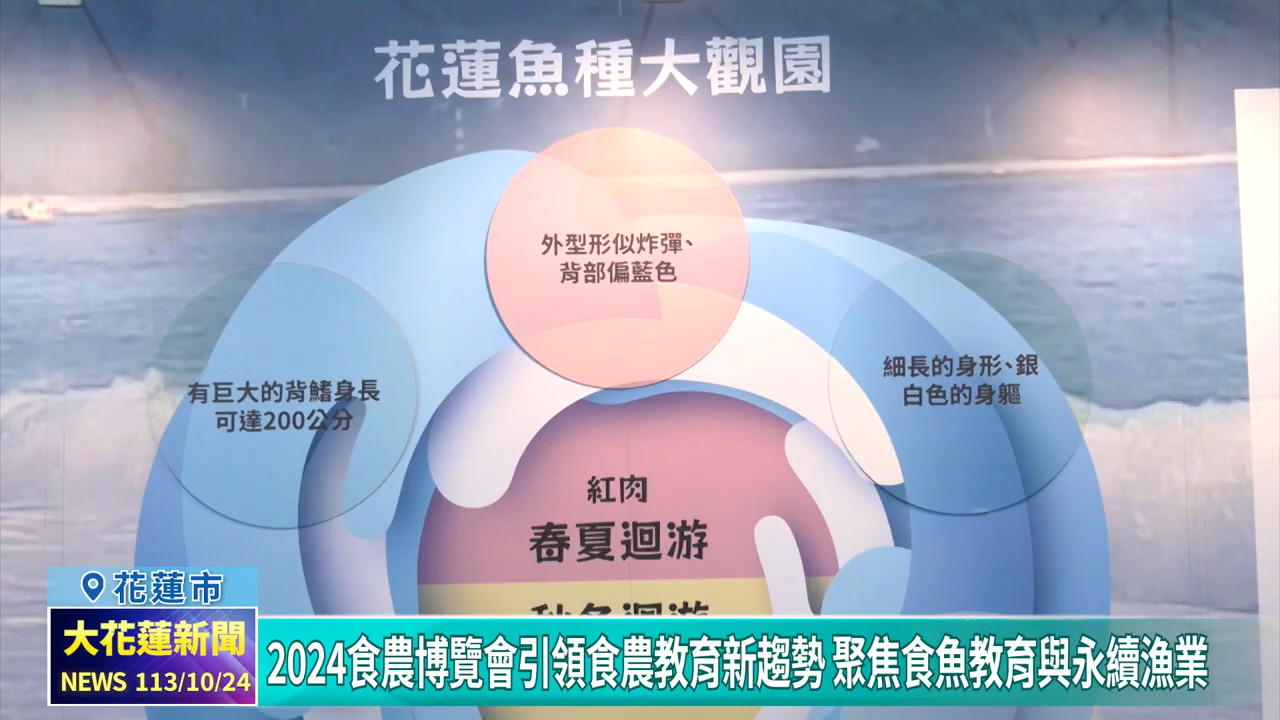 花蓮魚種大觀園
外型形似炸彈、
背部偏藍色
有巨大的背鰭身長
可達200公分
細長的身形、銀
白色的身軀
紅肉
春夏迴游
花蓮市
大花蓮新聞
NEWS 113/10/24
2024食農博覽會引領食農教育新趨勢 聚焦食魚教育與永續漁業